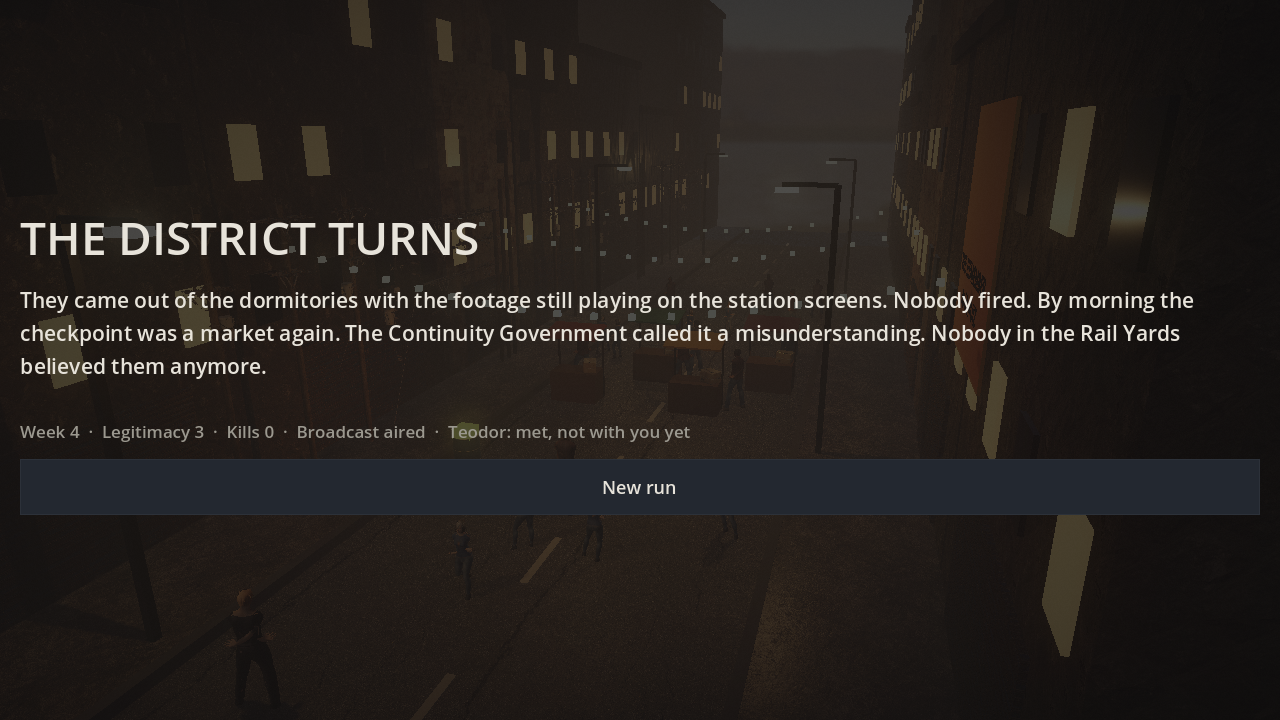 THE DISTRICT TURNS
They came out of the dormitories with the footage still playing on the station screens. Nobody fired. By morning the
checkpoint was a market again. The Continuity Government called it a misunderstanding. Nobody in the Rail Yards
believed them anymore.
Week 4 · Legitimacy 3 · Kills 0 · Broadcast aired · Teodor: met, not with you yet
New run